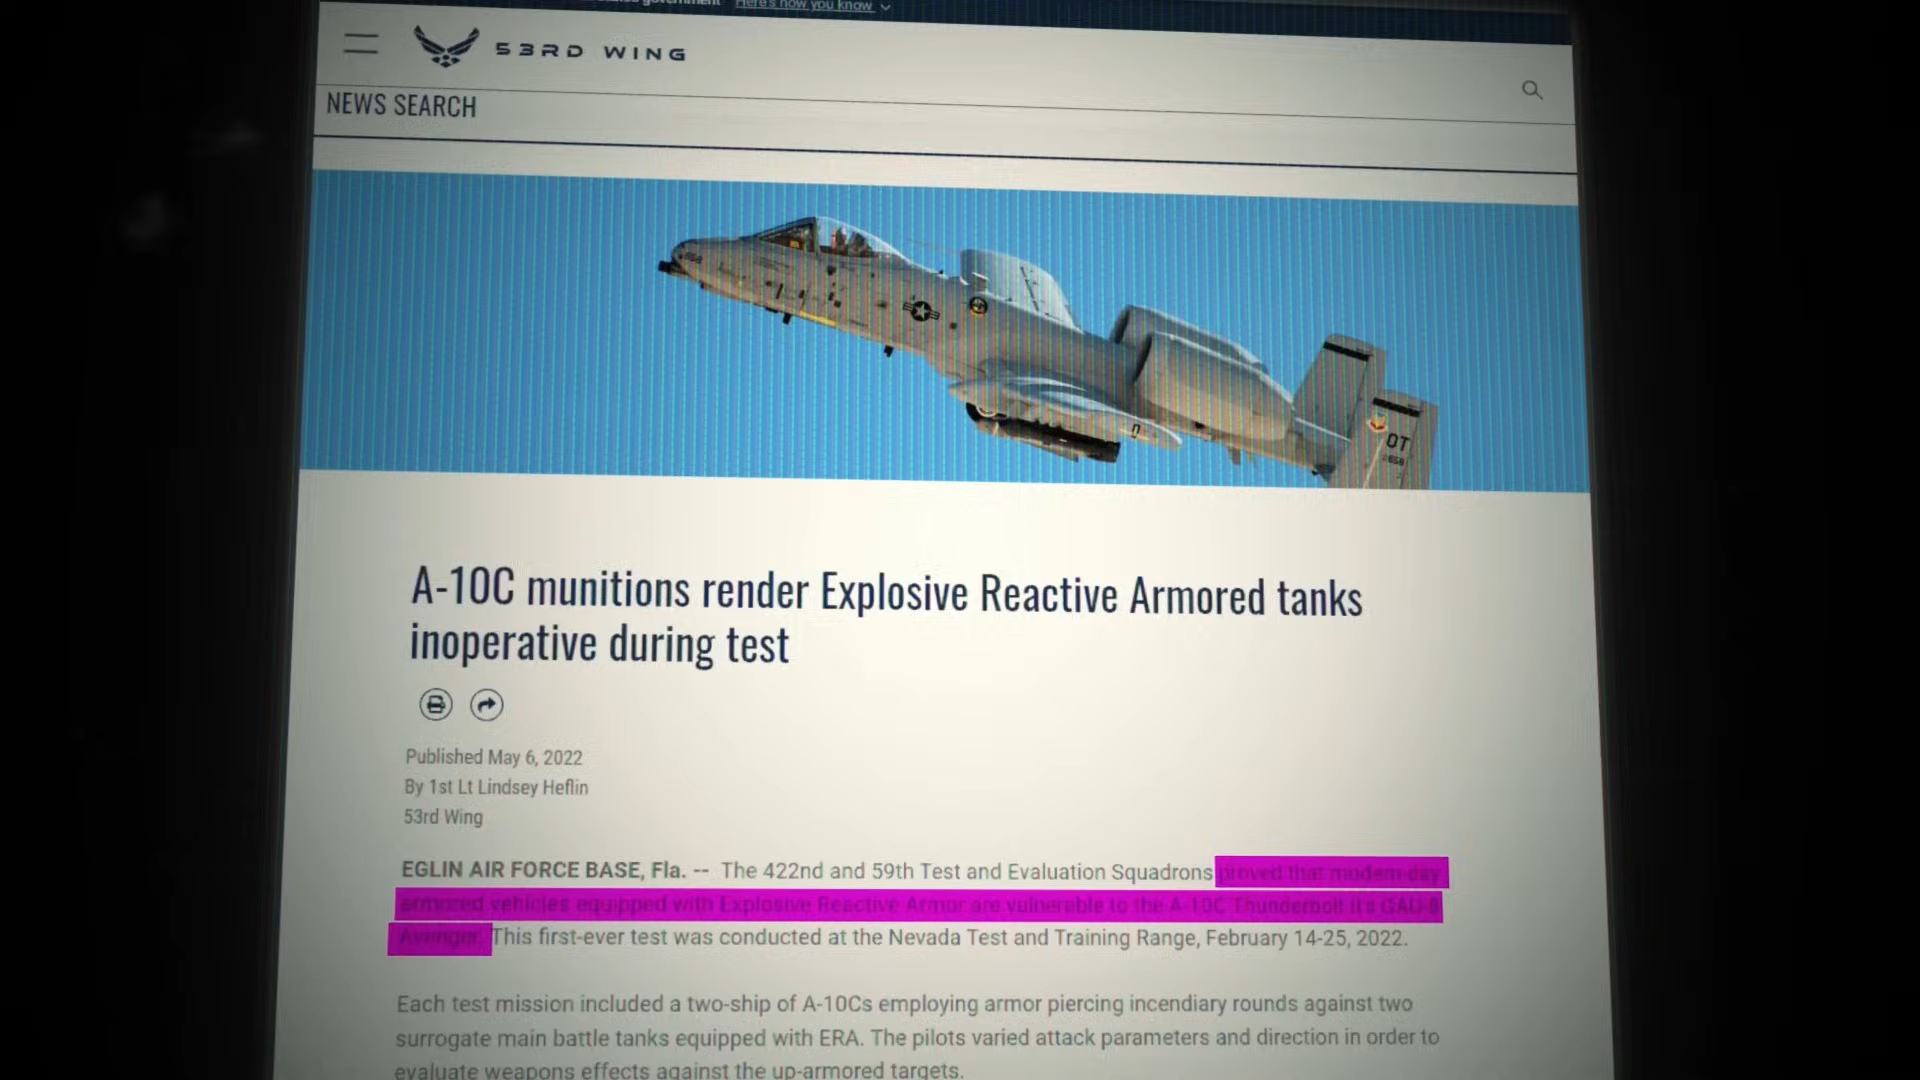 Here's how you know
53RD WING
NEWS SEARCH
OT
A-10C munitions render Explosive Reactive Armored tanks
inoperative during test
Published May 6, 2022
By 1st Lt Lindsey Heflin
53rd Wing
EGLIN AIR FORCE BASE, Fla. -- The 422nd and 59th Test and Evaluation Squadrons proved that modern-day
armored vehicles equipped with Explosive Reactive Armor are vulnerable to the A-10C Thunderbolt II's GAU-8
Avenger. This first-ever test was conducted at the Nevada Test and Training Range, February 14-25, 2022.
Each test mission included a two-ship of A-10Cs employing armor piercing incendiary rounds against two
surrogate main battle tanks equipped with ERA. The pilots varied attack parameters and direction in order to
evaluate weapons effects against the up-armored targets.